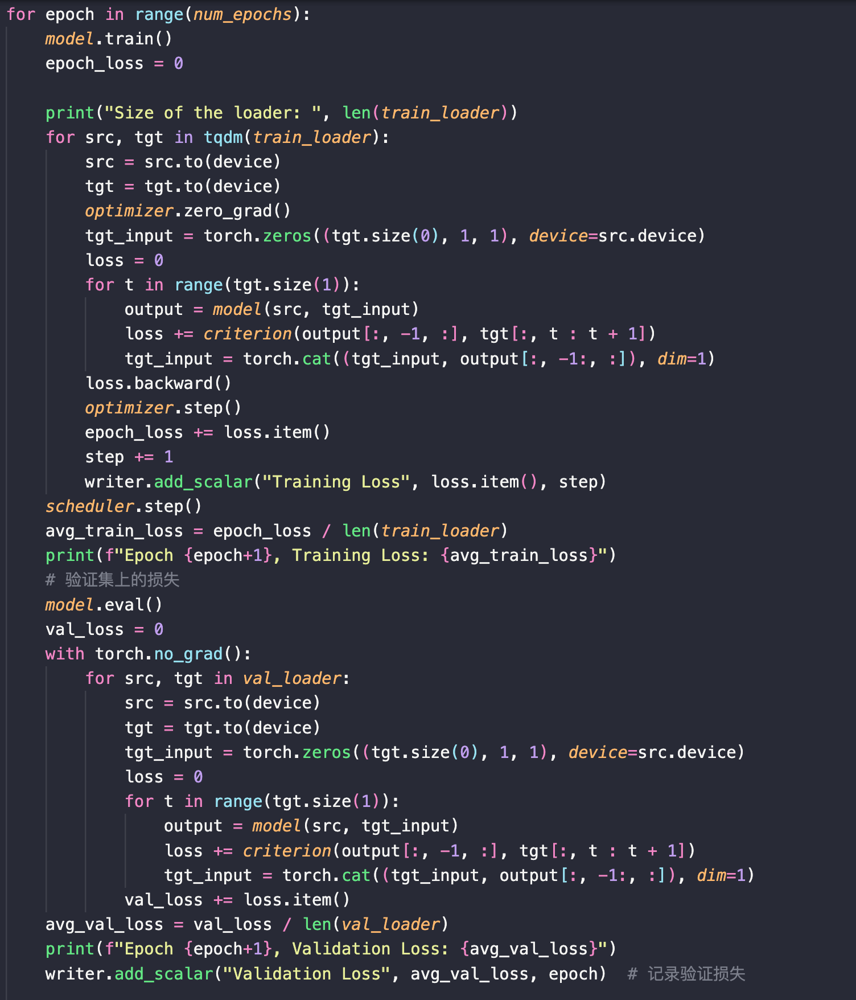 for epoch in range(num_epochs):
    model.train()
    epoch_loss = 0

    print("Size of the loader: ", len(train_loader))
    for src, tgt in tqdm(train_loader):
        src = src.to(device)
        tgt = tgt.to(device)
        optimizer.zero_grad()
        tgt_input = torch.zeros((tgt.size(0), 1, 1), device=src.device)
        loss = 0
        for t in range(tgt.size(1)):
            output = model(src, tgt_input)
            loss += criterion(output[:, -1, :], tgt[:, t : t + 1])
            tgt_input = torch.cat((tgt_input, output[:, -1:, :]), dim=1)
        loss.backward()
        optimizer.step()
        epoch_loss += loss.item()
        step += 1
        writer.add_scalar("Training Loss", loss.item(), step)
    scheduler.step()
    avg_train_loss = epoch_loss / len(train_loader)
    print(f"Epoch {epoch+1}, Training Loss: {avg_train_loss}")
    # 验证集上的损失
    model.eval()
    val_loss = 0
    with torch.no_grad():
        for src, tgt in val_loader:
            src = src.to(device)
            tgt = tgt.to(device)
            tgt_input = torch.zeros((tgt.size(0), 1, 1), device=src.device)
            loss = 0
            for t in range(tgt.size(1)):
                output = model(src, tgt_input)
                loss += criterion(output[:, -1, :], tgt[:, t : t + 1])
                tgt_input = torch.cat((tgt_input, output[:, -1:, :]), dim=1)
            val_loss += loss.item()
    avg_val_loss = val_loss / len(val_loader)
    print(f"Epoch {epoch+1}, Validation Loss: {avg_val_loss}")
    writer.add_scalar("Validation Loss", avg_val_loss, epoch)  # 记录验证损失